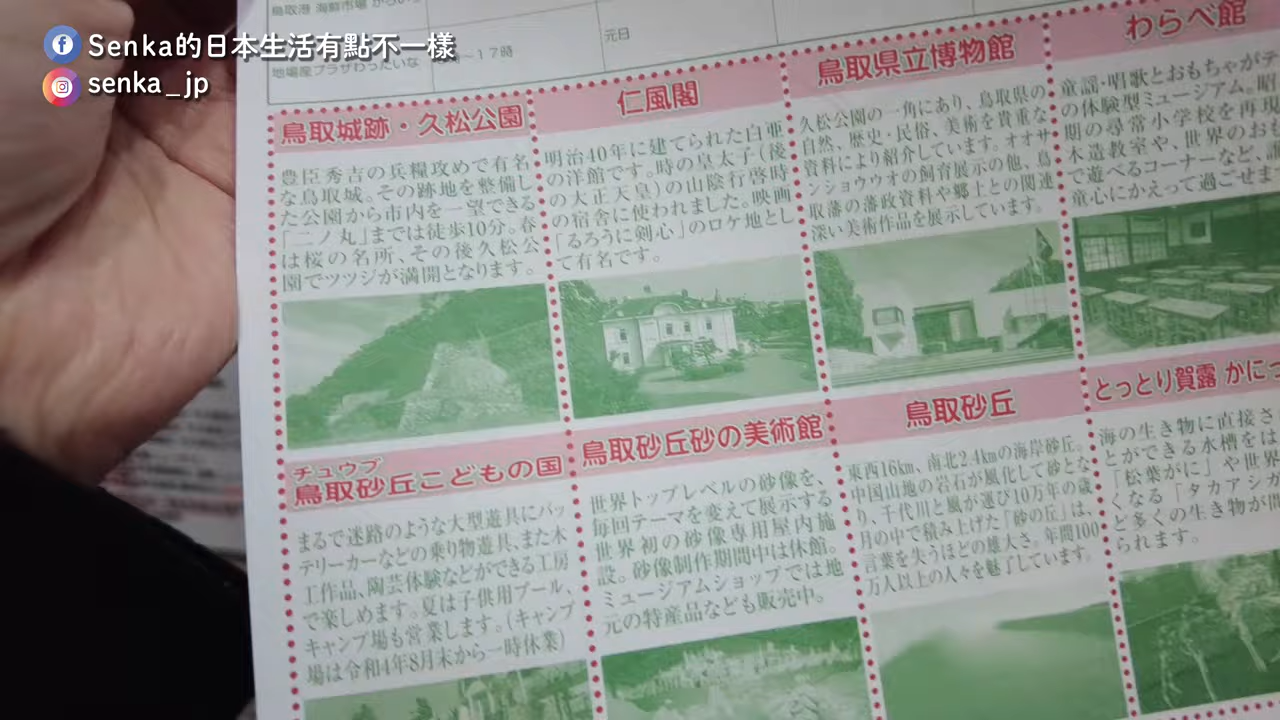 Senka的日本生活有點不一樣
senka_jp
鳥取港 海鮮市場 かろいち
元日
地場産プラザわったいな
～17時
鳥取城跡・久松公園
豊臣秀吉の兵糧攻めで有名
な鳥取城。その跡地を整備し
た公園から市内を一望できる
「二ノ丸」までは徒歩10分。春
は桜の名所、その後久松公
園でツツジが満開となります。
仁風閣
明治40年に建てられた白亜
の洋館です。時の皇太子(後
の大正天皇)の山陰行啓時
の宿舎に使われました。映画
「るろうに剣心」のロケ地とし
て有名です。
鳥取県立博物館
久松公園の一角にあり、鳥取県の
自然、歴史・民俗、美術を貴重な
資料により紹介しています。オオサ
ンショウウオの飼育展示の他、鳥
取藩の藩政資料や郷土との関連
深い美術作品を展示しています。
わらべ館
童謡・唱歌とおもちゃがテ
の体験型ミュージアム。昭
期の尋常小学校を再現
木造教室や、世界のおも
で遊べるコーナーなど、誰
童心にかえって過ごせま
チュウブ
鳥取砂丘こどもの国
まるで迷路のような大型遊具にバッ
テリーカーなどの乗り物遊具、また木
工作品、陶芸体験などができる工房
で楽しめます。夏は子供用プール、
キャンプ場も営業します。(キャンプ
場は令和4年8月末から一時休業)
鳥取砂丘砂の美術館
世界トップレベルの砂像を、
毎回テーマを変えて展示する
世界初の砂像専用屋内施
設。砂像制作期間中は休館。
ミュージアムショップでは地
元の特産品なども販売中。
鳥取砂丘
東西16km、南北2.4kmの海岸砂丘。
中国山地の岩石が風化して砂とな
り、千代川と風が運び10万年の歳
月の中で積み上げた「砂の丘」は、
言葉を失うほどの雄大さ。年間100
万人以上の人々を魅了しています。
とっとり賀露 かにっ
海の生き物に直接さ
とができる水槽をは
「松葉がに」や世界
くなる「タカアシガ
ど多くの生き物が間
られます。